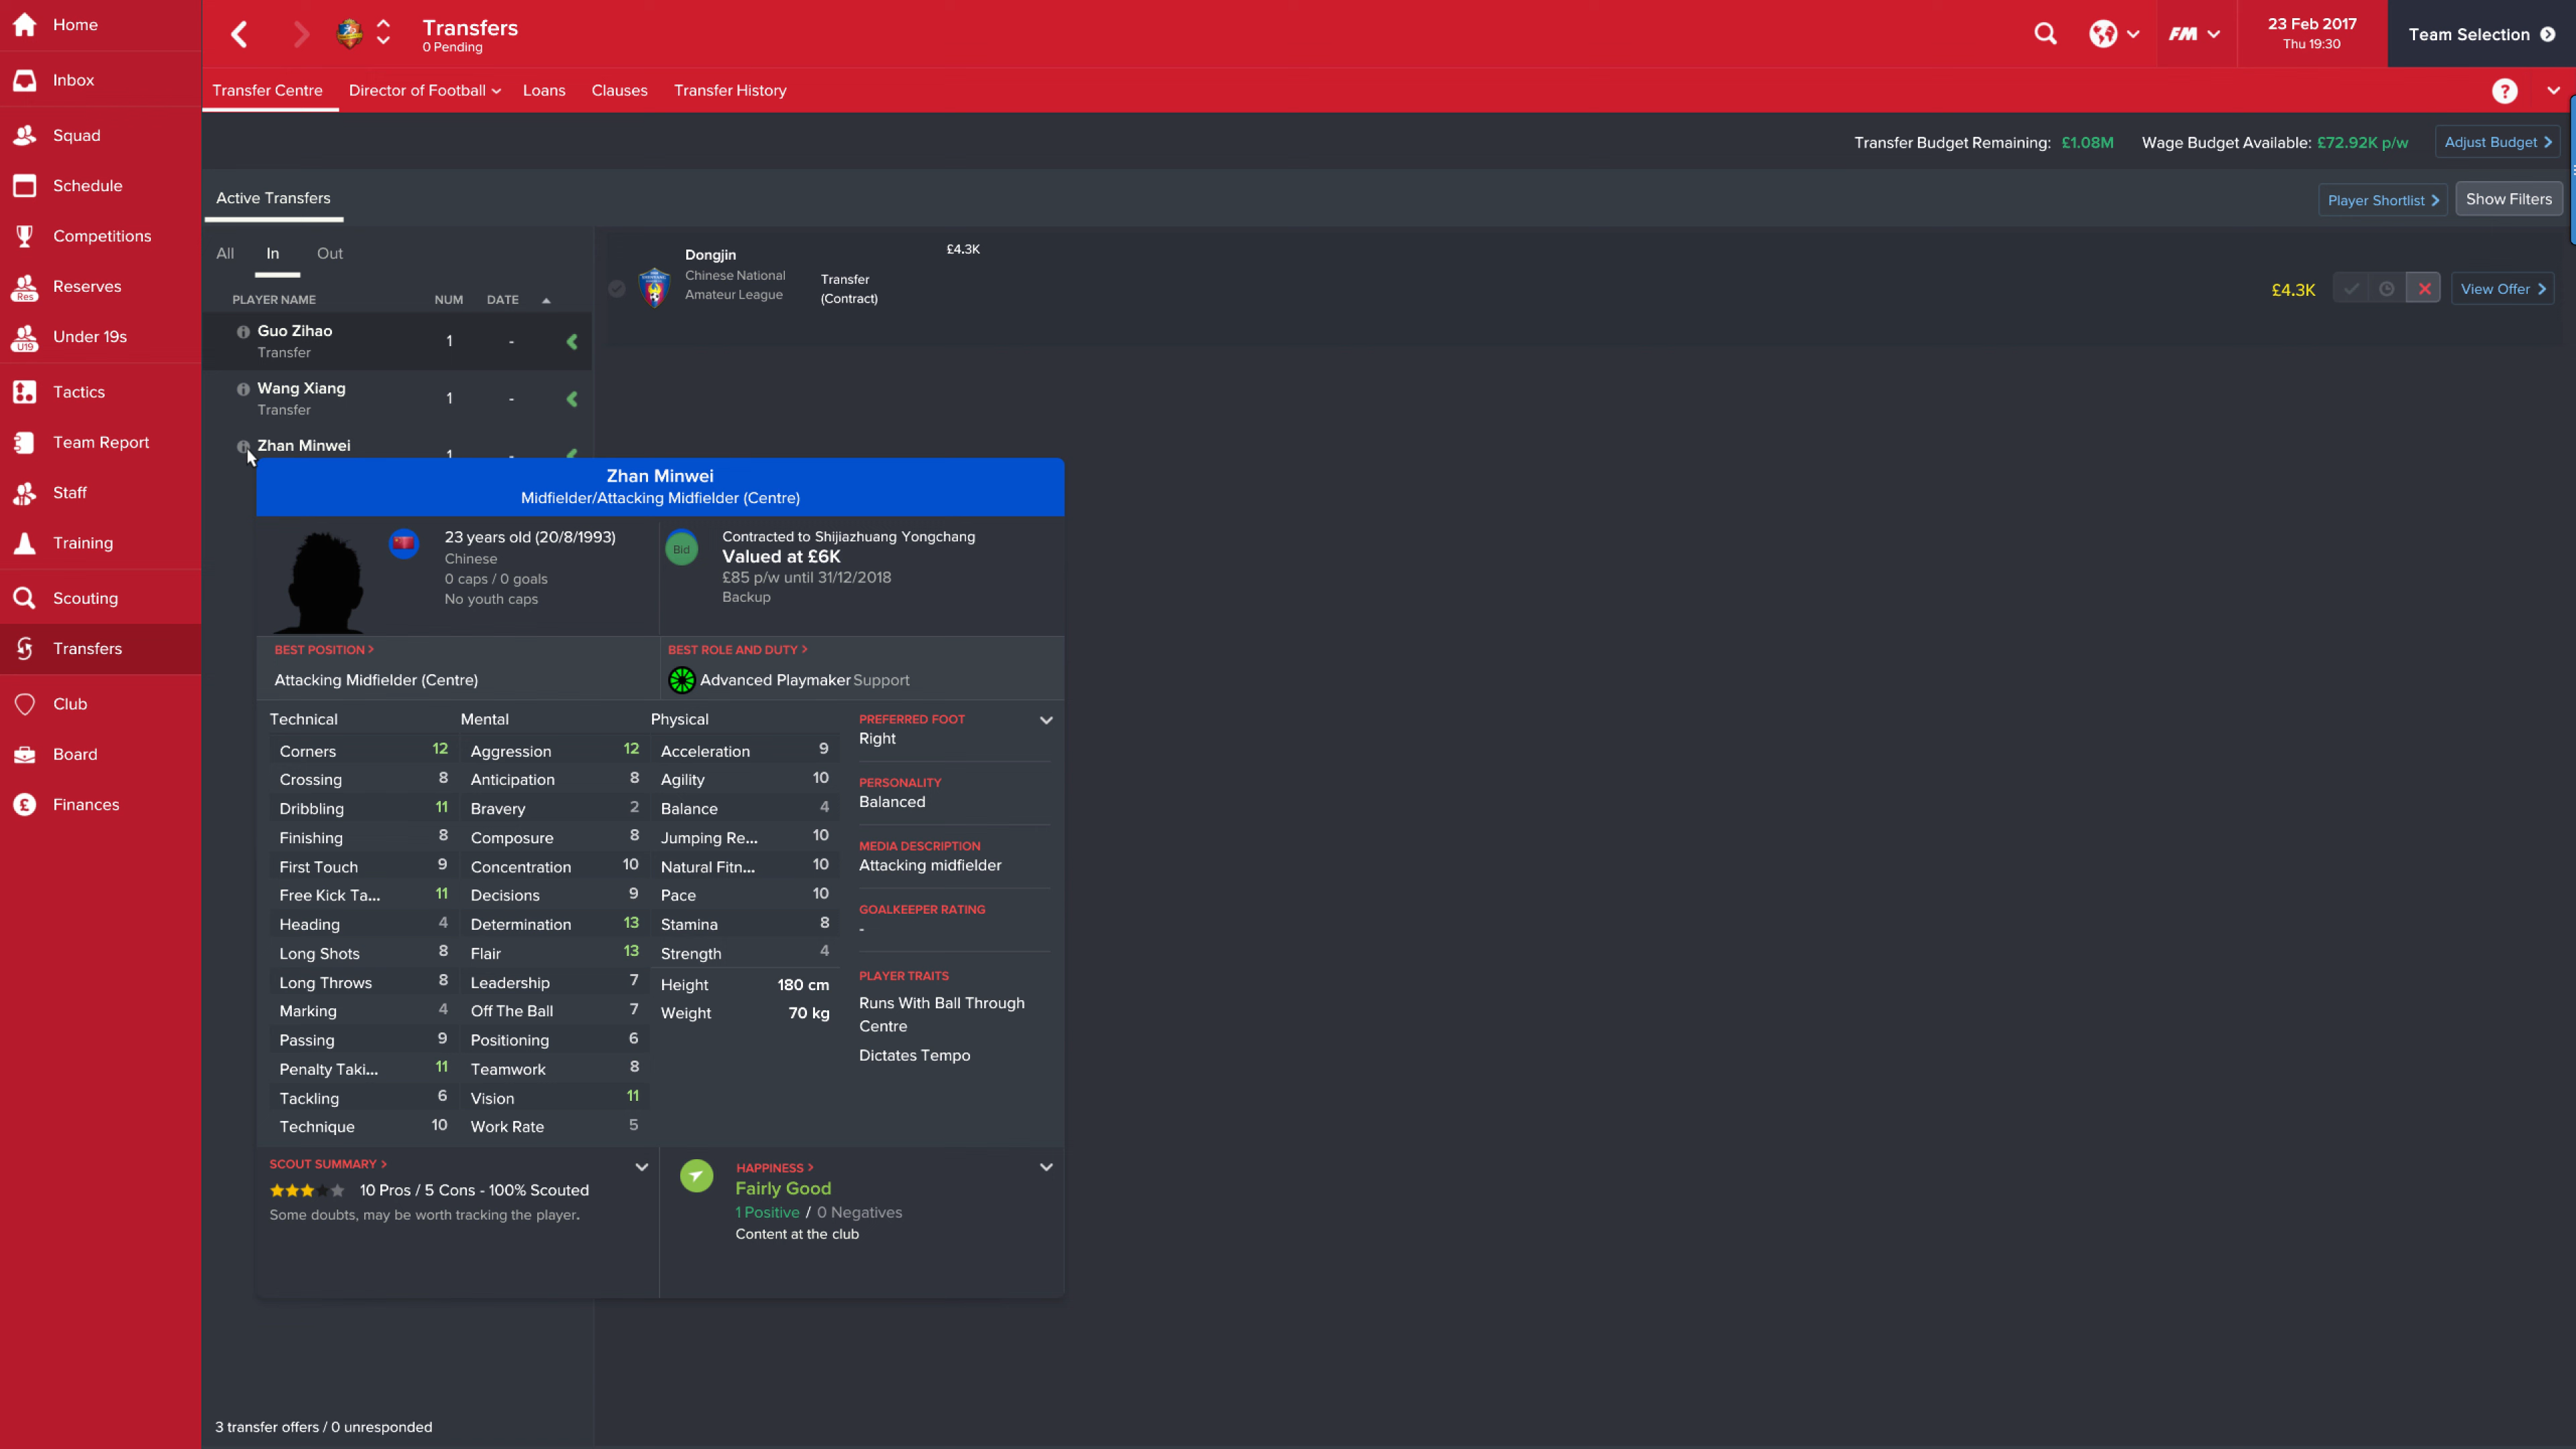 Home
Inbox
Squad
Schedule
Competitions
Res
Reserves
U19
Under 19s
Tactics
Team Report
Staff
Training
Scouting
Transfers
Club
Board
£ Finances
Transfers
0 Pending
FM
23 Feb 2017
Thu 19:30
Team Selection
Transfer Centre Director of Football Loans Clauses Transfer History
?
Transfer Budget Remaining: £1.08M Wage Budget Available: £72.92K p/w Adjust Budget
Active Transfers
Player Shortlist Show Filters
All In Out
PLAYER NAME NUM DATE
Guo Zihao
Transfer
1 -
Wang Xiang
Transfer
1 -
Zhan Minwei
1 -
Dongjin
Chinese National
Amateur League
Transfer
(Contract)
£4.3K
£4.3K
View Offer
Zhan Minwei
Midfielder/Attacking Midfielder (Centre)
23 years old (20/8/1993)
Chinese
0 caps / 0 goals
No youth caps
Bid
Contracted to Shijiazhuang Yongchang
Valued at £6K
£85 p/w until 31/12/2018
Backup
BEST POSITION >
Attacking Midfielder (Centre)
BEST ROLE AND DUTY >
Advanced Playmaker Support
Technical
Corners 12
Crossing 8
Dribbling 11
Finishing 8
First Touch 9
Free Kick Ta... 11
Heading 4
Long Shots 8
Long Throws 8
Marking 4
Passing 9
Penalty Taki... 11
Tackling 6
Technique 10
Mental
Aggression 12
Anticipation 8
Bravery 2
Composure 8
Concentration 10
Decisions 9
Determination 13
Flair 13
Leadership 7
Off The Ball 7
Positioning 6
Teamwork 8
Vision 11
Work Rate 5
Physical
Acceleration 9
Agility 10
Balance 4
Jumping Re... 10
Natural Fitn... 10
Pace 10
Stamina 8
Strength 4
Height 180 cm
Weight 70 kg
PREFERRED FOOT
Right
PERSONALITY
Balanced
MEDIA DESCRIPTION
Attacking midfielder
GOALKEEPER RATING
-
PLAYER TRAITS
Runs With Ball Through
Centre
Dictates Tempo
SCOUT SUMMARY >
10 Pros / 5 Cons - 100% Scouted
Some doubts, may be worth tracking the player.
HAPPINESS >
Fairly Good
1 Positive / 0 Negatives
Content at the club
3 transfer offers / 0 unresponded